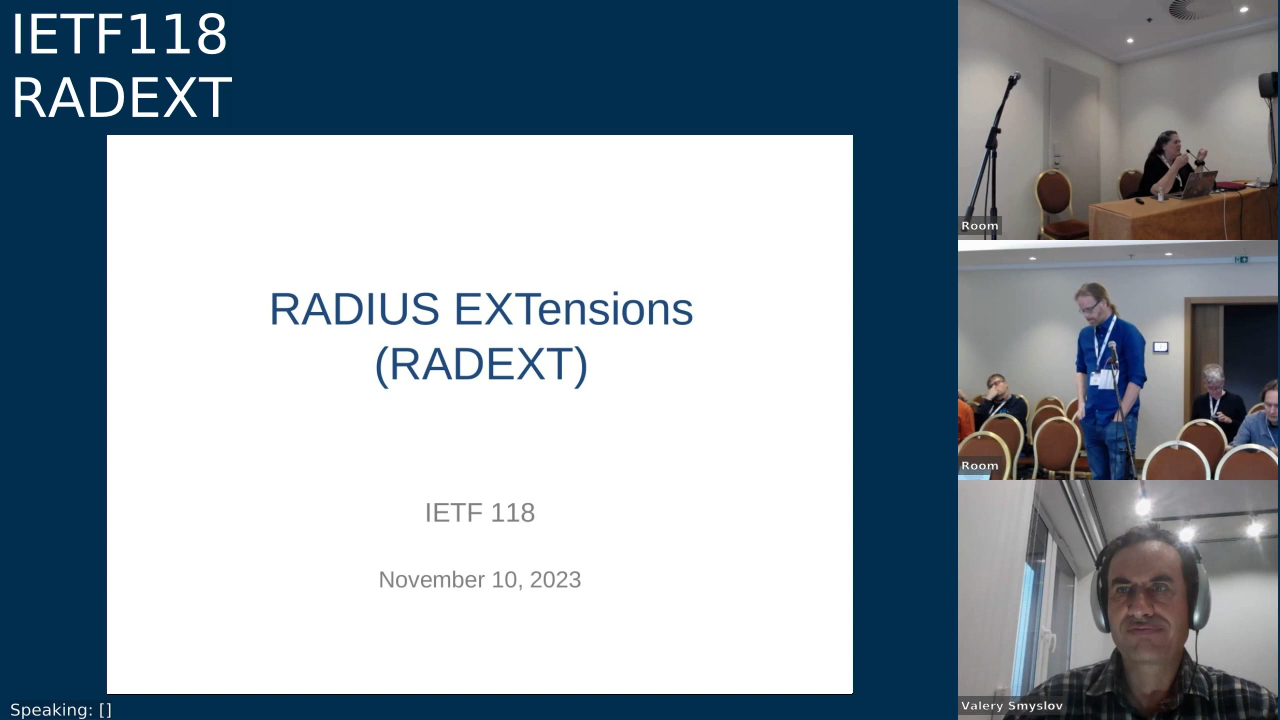 IETF118
RADEXT
RADIUS EXTensions
(RADEXT)
IETF 118
November 10, 2023
Speaking: []
Room
Room
Valery Smyslov